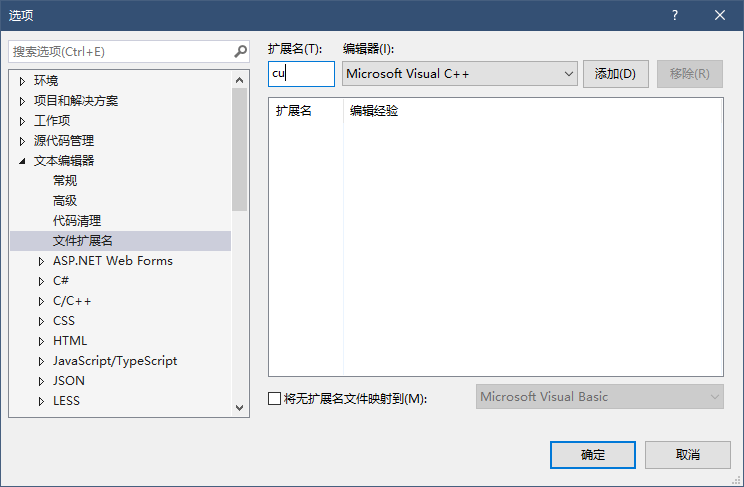 选项
搜索选项(Ctrl+E)
环境
项目和解决方案
工作项
源代码管理
文本编辑器
常规
高级
代码清理
文件扩展名
ASP.NET Web Forms
C#
C/C++
CSS
HTML
JavaScript/TypeScript
JSON
LESS
扩展名(T): 编辑器(I):
cu Microsoft Visual C++ 添加(D) 移除(R)
扩展名 编辑经验
将无扩展名文件映射到(M): Microsoft Visual Basic
确定 取消